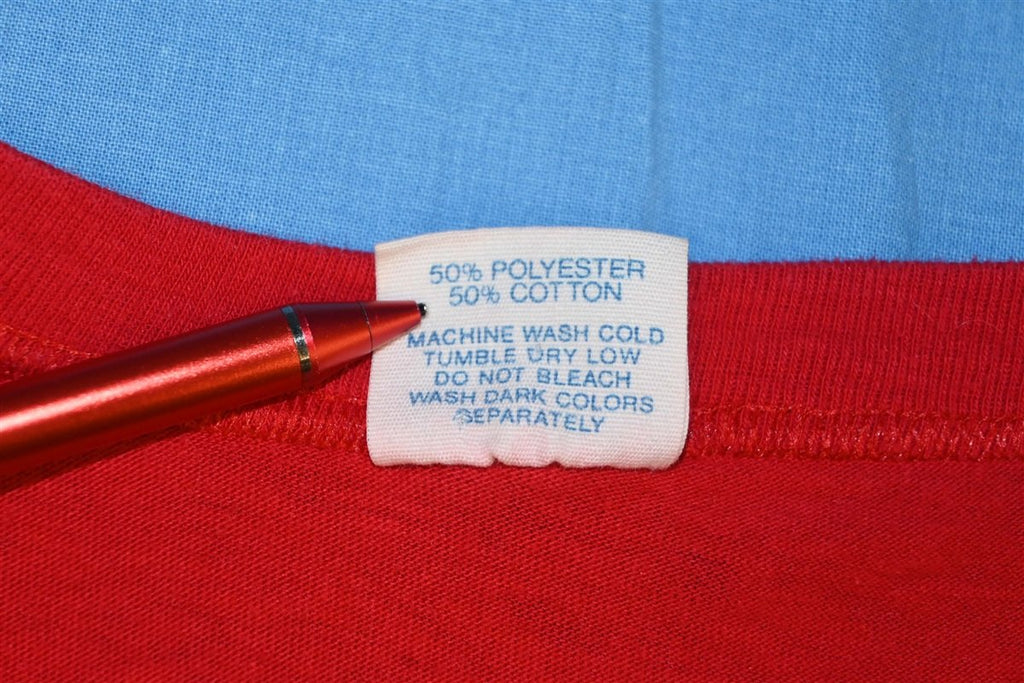 50% POLYESTER
50% COTTON
MACHINE WASH COLD
TUMBLE DRY LOW
DO NOT BLEACH
WASH DARK COLORS
SEPARATELY